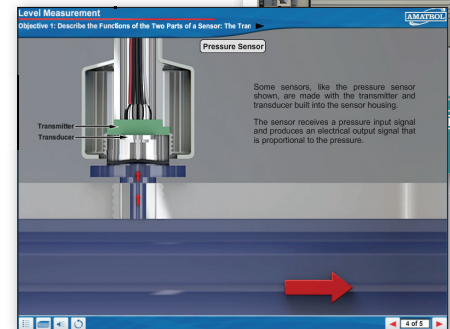 Level Measurement
AMATROL
Objective 1: Describe the Functions of the Two Parts of a Sensor: The Tran
Pressure Sensor
Some sensors, like the pressure sensor
shown, are made with the transmitter and
transducer built into the sensor housing.
The sensor receives a pressure input signal
and produces an electrical output signal that
is proportional to the pressure.
Transmitter
Transducer
4 of 5